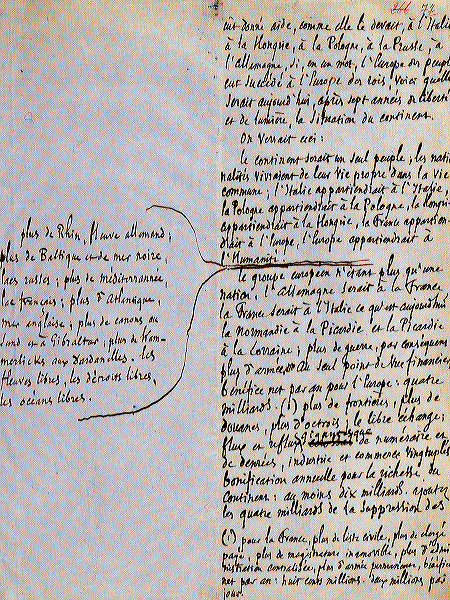 72
eut donné aide, comme elle le devait, à l'Italie
à la Hongrie, à la Pologne, à la Prusse, à
l'Allemagne, si, en un mot, l'Europe des peuples
eut succédé à l'Europe des rois, voici quelle
serait aujourd'hui, après sept années de liberté
et de lumière, la situation du continent.
On verrait ceci :
le continent serait un seul peuple ; les natio-
nalités vivraient de leur vie propre dans la vie
commune ; l'Italie appartiendrait à l'Italie,
la Pologne appartiendrait à la Pologne, la Hongrie
appartiendrait à la Hongrie, la France appartien-
drait à l'Europe, l'Europe appartiendrait à
l'Humanité.
plus de Rhin, fleuve allemand ;
plus de Baltique et de mer noire,
lacs russes ; plus de méditerrannée,
lac français ; plus d'Atlantique,
mer anglaise ; plus de canons au
Sund et à Gibraltar ; plus de kam-
merlicks aux Dardanelles. les
fleuves libres, les détroits libres,
les océans libres.
le groupe européen n'étant plus qu'une
nation, l'Allemagne serait à la France
la France serait à l'Italie ce qu'est aujourd'hui
la Normandie à la Picardie et la Picardie
à la Lorraine ; plus de guerre, par conséquent
plus d'armée. Au seul point de vue financier,
bénéfice net par an pour l'Europe : quatre
milliards. (1) plus de frontières, plus de
douanes, plus d'octrois ; le libre échange ;
flux et reflux gigantesque de numéraire et
de denrées, industrie et commerce vingtuplés
bonification annuelle pour la richesse du
continent : au moins dix milliards. ajoutez
les quatre milliards de la suppression des
(1) pour la France, plus de liste civile, plus de clergé
payé, plus de magistrature inamovible, plus d'admi-
nistration centralisée, plus d'armée permanente, bénéfice
net par an : huit cents millions. deux millions par
jour.